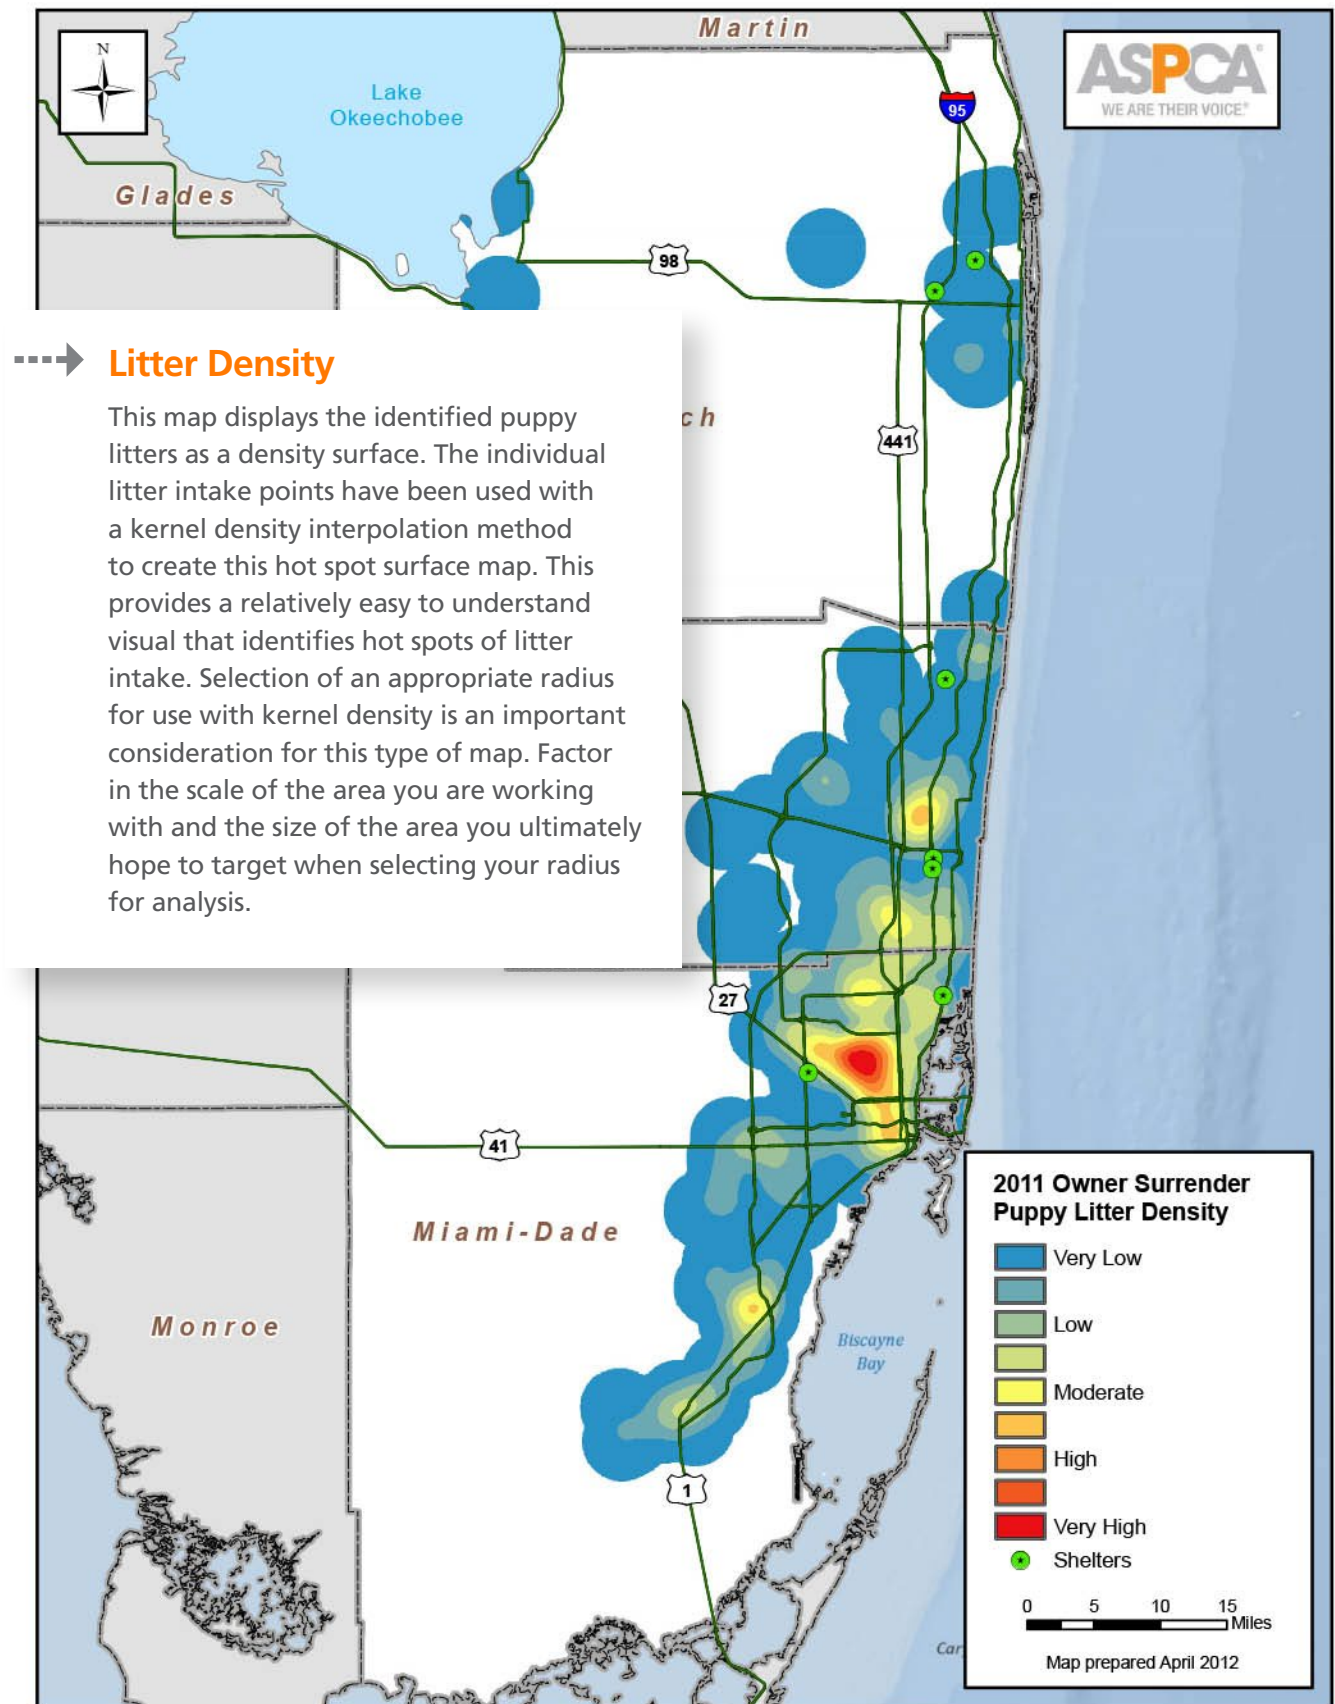 Martin
N
Lake
Okeechobee
ASPCA®
WE ARE THEIR VOICE®
95
Glades
98
Litter Density
This map displays the identified puppy
litters as a density surface. The individual
litter intake points have been used with
a kernel density interpolation method
to create this hot spot surface map. This
provides a relatively easy to understand
visual that identifies hot spots of litter
intake. Selection of an appropriate radius
for use with kernel density is an important
consideration for this type of map. Factor
in the scale of the area you are working
with and the size of the area you ultimately
hope to target when selecting your radius
for analysis.
ch
441
27
41
Miami-Dade
Monroe
Biscayne
Bay
1
Car
2011 Owner Surrender
Puppy Litter Density
Very Low
Low
Moderate
High
Very High
Shelters
0 5 10 15
Miles
Map prepared April 2012